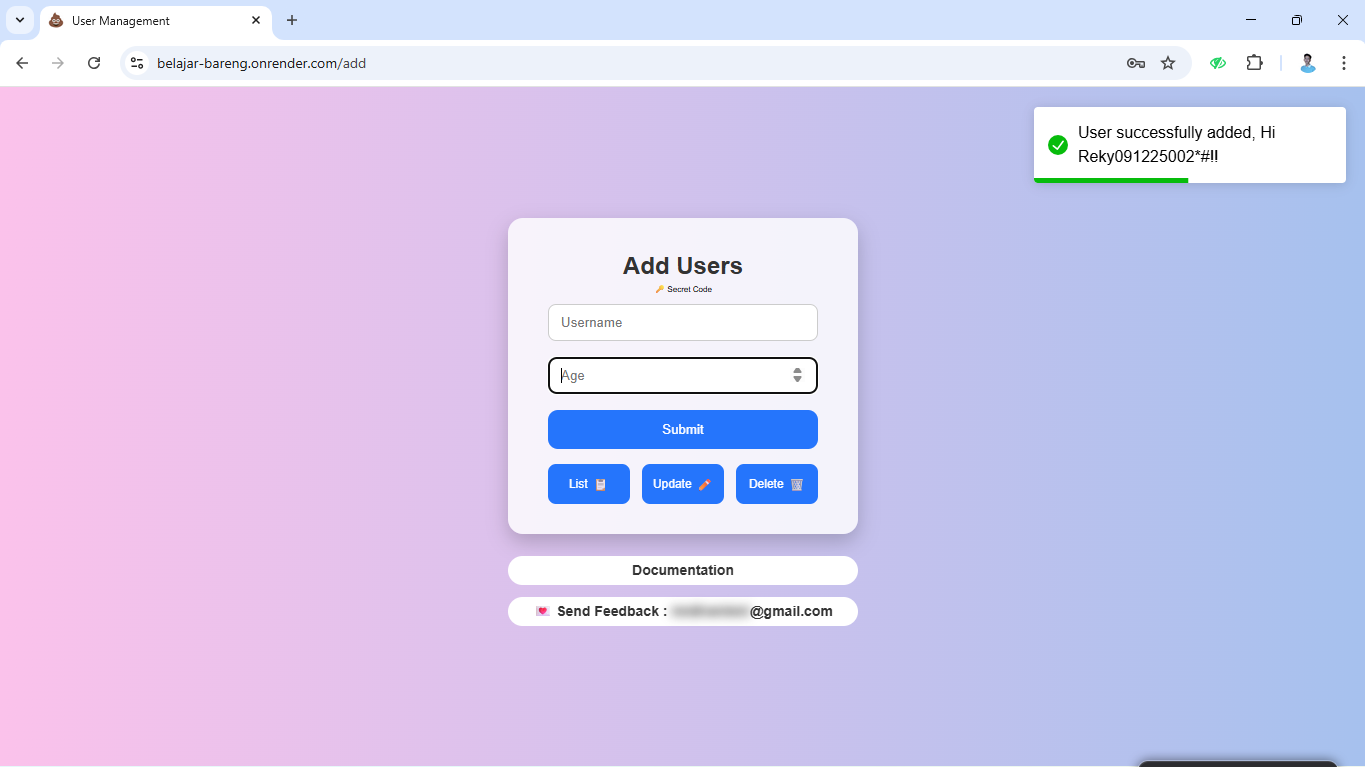 User Management
belajar-bareng.onrender.com/add
User successfully added, Hi
Reky091225002*#!!
Add Users
🔑 Secret Code
Username
Age
Submit
List 📋
Update ✏️
Delete 🗑️
Documentation
💌 Send Feedback : @gmail.com